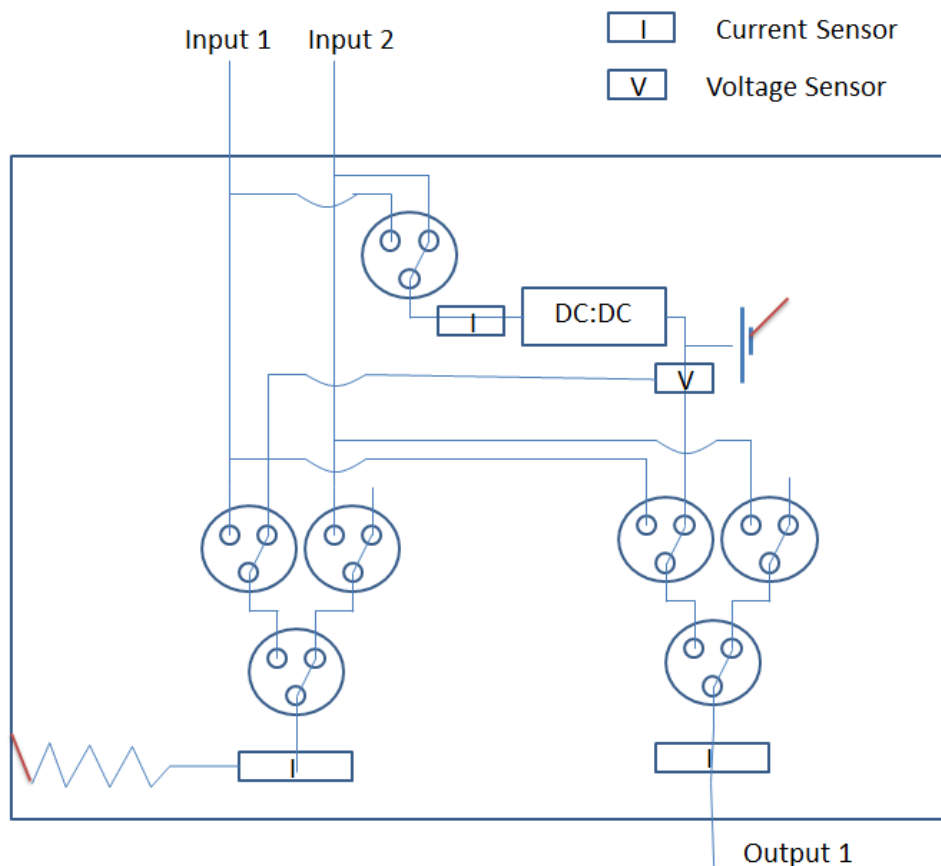 Input 1
Input 2
I
Current Sensor
V
Voltage Sensor
I
DC:DC
V
I
I
Output 1